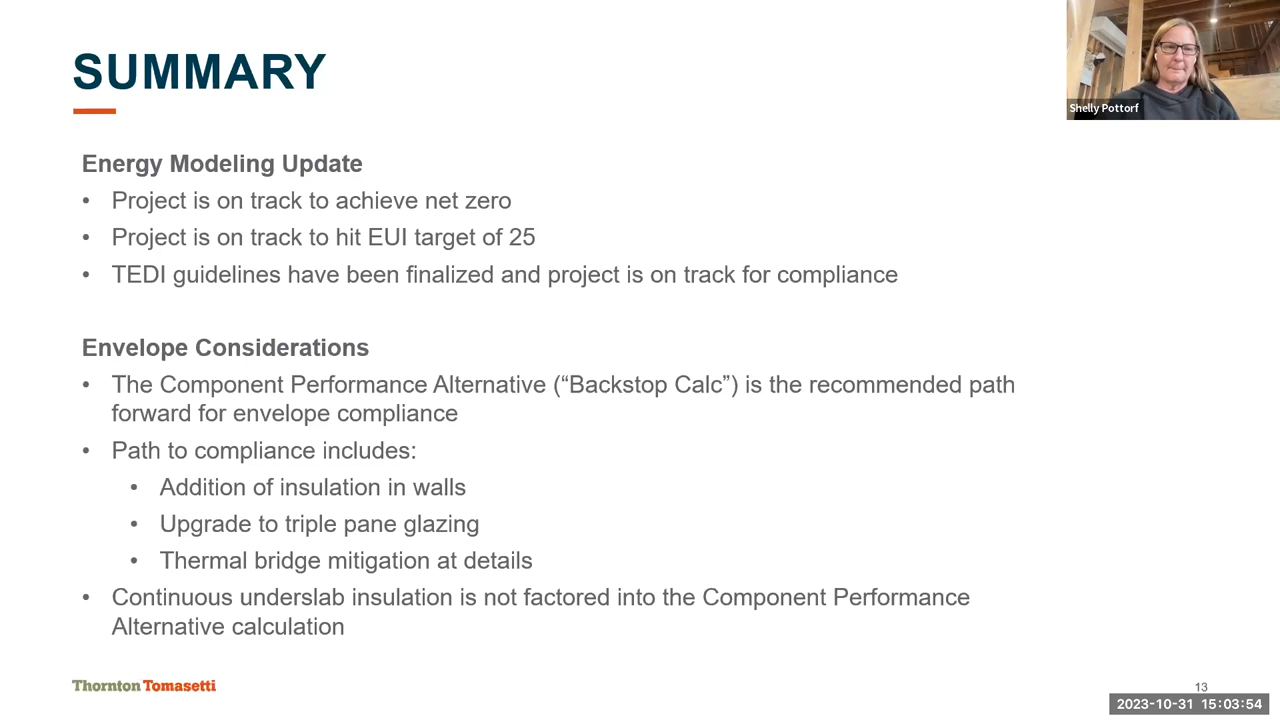 SUMMARY
Shelly Pottorf
Energy Modeling Update
• Project is on track to achieve net zero
• Project is on track to hit EUI target of 25
• TEDI guidelines have been finalized and project is on track for compliance
Envelope Considerations
• The Component Performance Alternative (“Backstop Calc”) is the recommended path
forward for envelope compliance
• Path to compliance includes:
• Addition of insulation in walls
• Upgrade to triple pane glazing
• Thermal bridge mitigation at details
• Continuous underslab insulation is not factored into the Component Performance
Alternative calculation
Thornton Tomasetti
13
2023-10-31 15:03:54